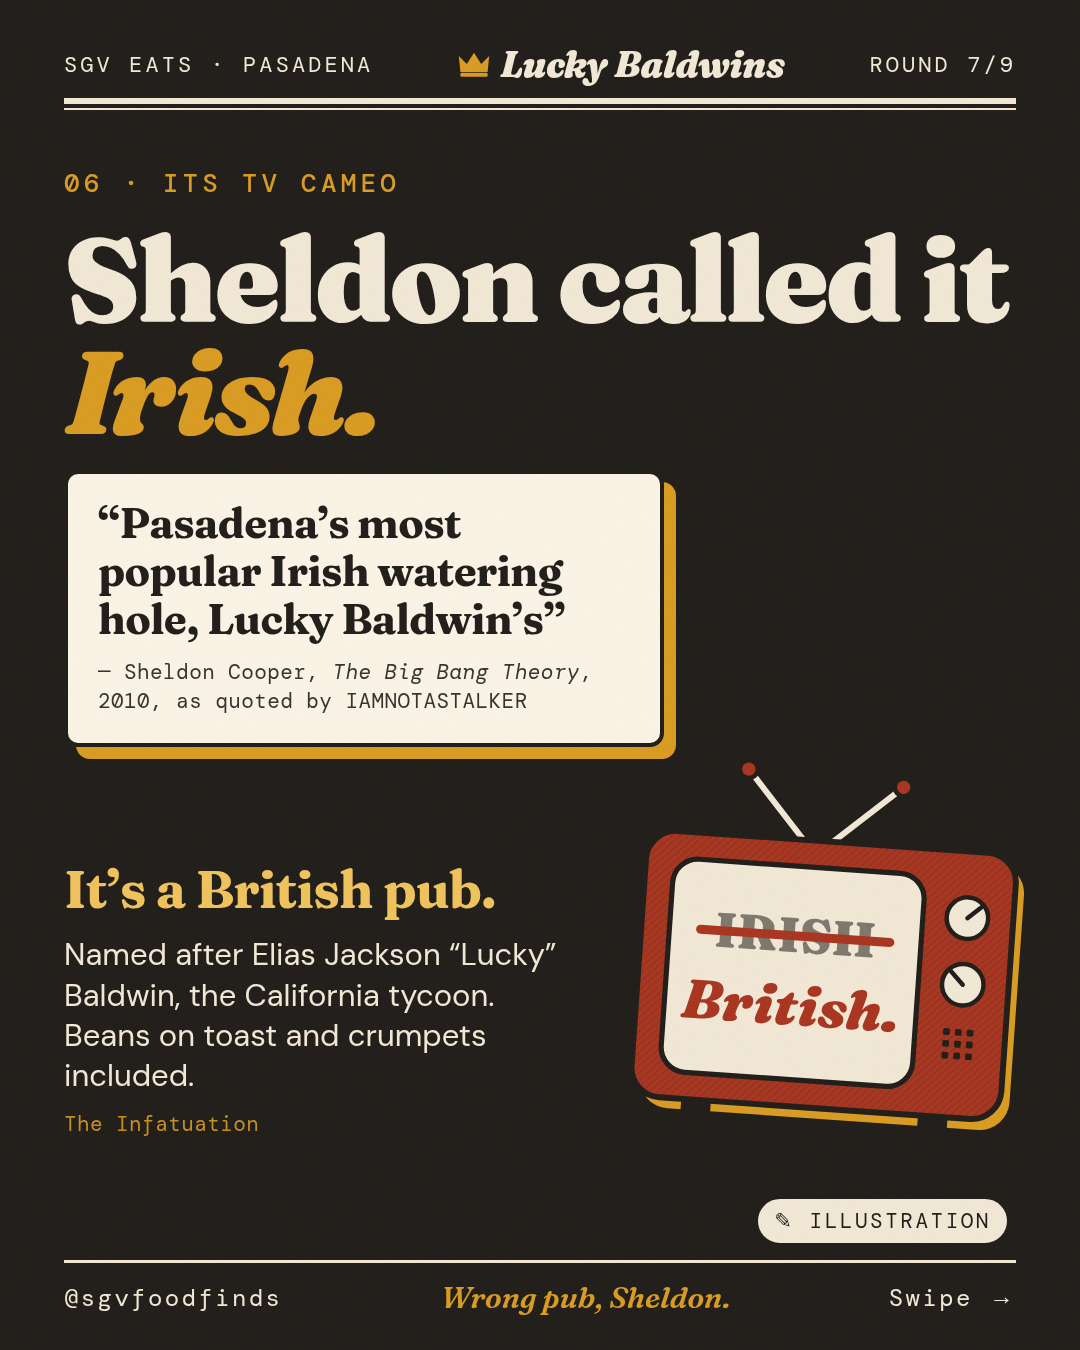 SGV EATS · PASADENA
Lucky Baldwins
ROUND 7/9
06 · ITS TV CAMEO
Sheldon called it
Irish.
“Pasadena’s most
popular Irish watering
hole, Lucky Baldwin’s”
— Sheldon Cooper, The Big Bang Theory,
2010, as quoted by IAMNOTASTALKER
It’s a British pub.
Named after Elias Jackson “Lucky”
Baldwin, the California tycoon.
Beans on toast and crumpets
included.
The Infatuation
IRISH
British.
✎ ILLUSTRATION
@sgvfoodfinds
Wrong pub, Sheldon.
Swipe →